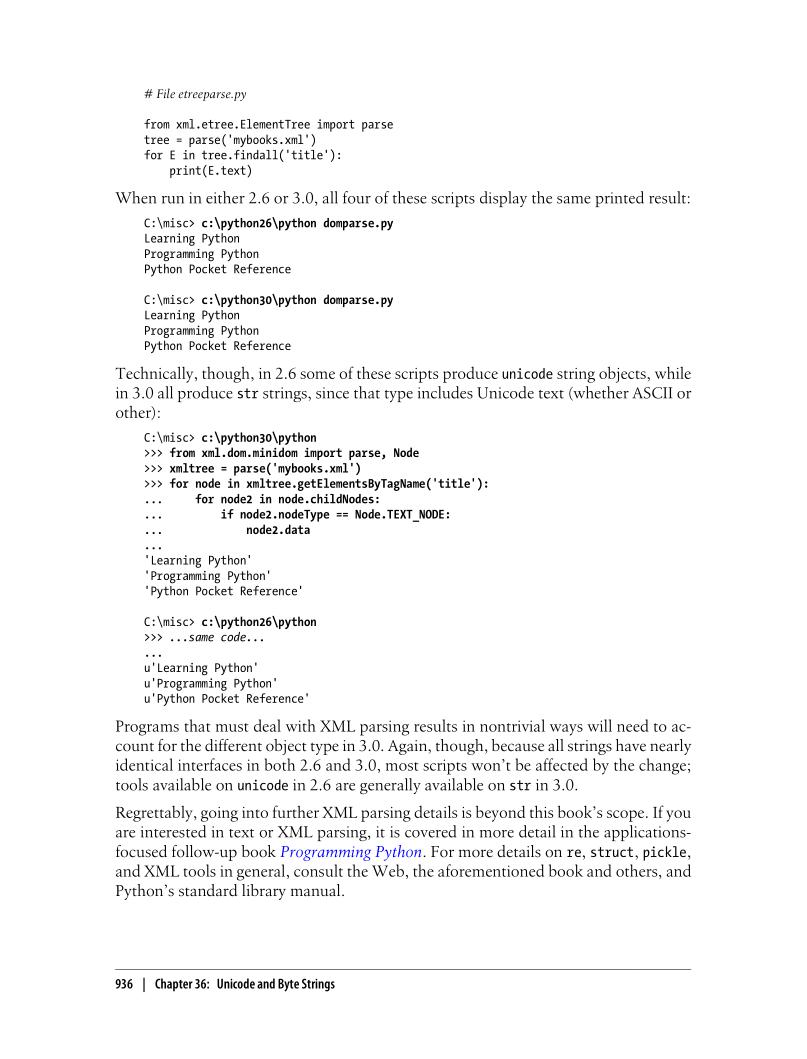 # File etreeparse.py
from xml.etree.ElementTree import parse
tree = parse('mybooks.xml')
for E in tree.findall('title'):
    print(E.text)
When run in either 2.6 or 3.0, all four of these scripts display the same printed result:
C:\misc> c:\python26\python domparse.py
Learning Python
Programming Python
Python Pocket Reference
C:\misc> c:\python30\python domparse.py
Learning Python
Programming Python
Python Pocket Reference
Technically, though, in 2.6 some of these scripts produce unicode string objects, while
in 3.0 all produce str strings, since that type includes Unicode text (whether ASCII or
other):
C:\misc> c:\python30\python
>>> from xml.dom.minidom import parse, Node
>>> xmltree = parse('mybooks.xml')
>>> for node in xmltree.getElementsByTagName('title'):
...     for node2 in node.childNodes:
...         if node2.nodeType == Node.TEXT_NODE:
...             node2.data
...
'Learning Python'
'Programming Python'
'Python Pocket Reference'
C:\misc> c:\python26\python
>>> ...same code...
...
u'Learning Python'
u'Programming Python'
u'Python Pocket Reference'
Programs that must deal with XML parsing results in nontrivial ways will need to ac-
count for the different object type in 3.0. Again, though, because all strings have nearly
identical interfaces in both 2.6 and 3.0, most scripts won’t be affected by the change;
tools available on unicode in 2.6 are generally available on str in 3.0.
Regrettably, going into further XML parsing details is beyond this book’s scope. If you
are interested in text or XML parsing, it is covered in more detail in the applications-
focused follow-up book Programming Python. For more details on re, struct, pickle,
and XML tools in general, consult the Web, the aforementioned book and others, and
Python’s standard library manual.
936 | Chapter 36: Unicode and Byte Strings